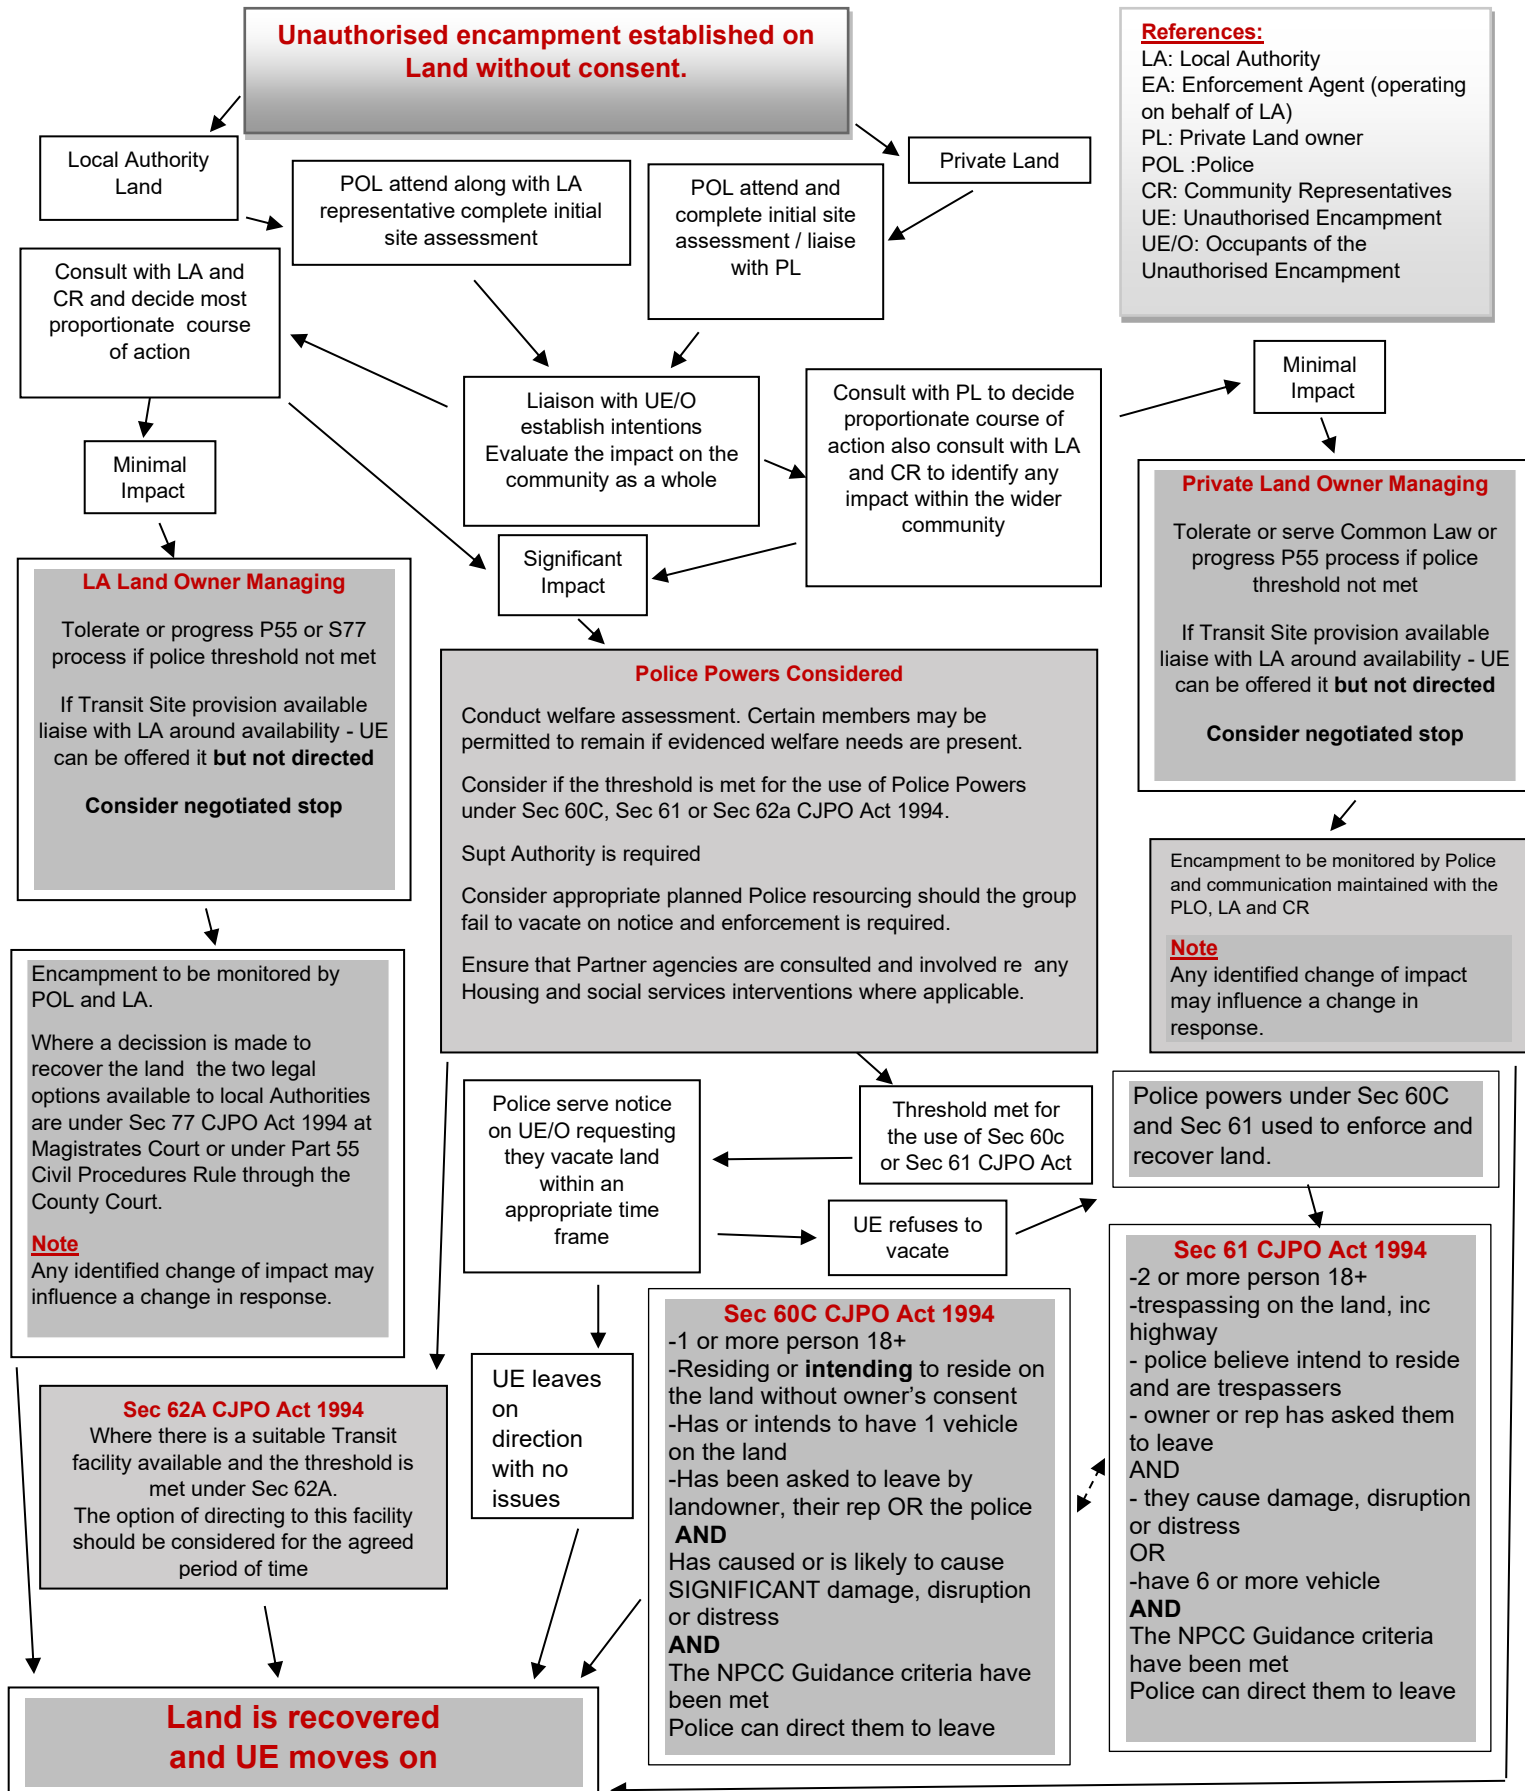 Unauthorised encampment established on
Land without consent.
References:
LA: Local Authority
EA: Enforcement Agent (operating
on behalf of LA)
PL: Private Land owner
POL :Police
CR: Community Representatives
UE: Unauthorised Encampment
UE/O: Occupants of the
Unauthorised Encampment
Local Authority
Land
POL attend along with LA
representative complete initial
site assessment
POL attend and
complete initial site
assessment / liaise
with PL
Private Land
Consult with LA and
CR and decide most
proportionate course
of action
Liaison with UE/O
establish intentions
Evaluate the impact on the
community as a whole
Consult with PL to decide
proportionate course of
action also consult with LA
and CR to identify any
impact within the wider
community
Minimal
Impact
Minimal
Impact
Significant
Impact
LA Land Owner Managing
Tolerate or progress P55 or S77
process if police threshold not met
If Transit Site provision available
liaise with LA around availability - UE
can be offered it but not directed
Consider negotiated stop
Police Powers Considered
Conduct welfare assessment. Certain members may be
permitted to remain if evidenced welfare needs are present.
Consider if the threshold is met for the use of Police Powers
under Sec 60C, Sec 61 or Sec 62a CJPO Act 1994.
Supt Authority is required
Consider appropriate planned Police resourcing should the group
fail to vacate on notice and enforcement is required.
Ensure that Partner agencies are consulted and involved re any
Housing and social services interventions where applicable.
Private Land Owner Managing
Tolerate or serve Common Law or
progress P55 process if police
threshold not met
If Transit Site provision available
liaise with LA around availability - UE
can be offered it but not directed
Consider negotiated stop
Encampment to be monitored by Police
and communication maintained with the
PLO, LA and CR
Note
Any identified change of impact
may influence a change in
response.
Encampment to be monitored by
POL and LA.
Where a decission is made to
recover the land the two legal
options available to local Authorities
are under Sec 77 CJPO Act 1994 at
Magistrates Court or under Part 55
Civil Procedures Rule through the
County Court.
Note
Any identified change of impact may
influence a change in response.
Police serve notice
on UE/O requesting
they vacate land
within an
appropriate time
frame
Threshold met for
the use of Sec 60c
or Sec 61 CJPO Act
UE refuses to
vacate
Police powers under Sec 60C
and Sec 61 used to enforce and
recover land.
Sec 62A CJPO Act 1994
Where there is a suitable Transit
facility available and the threshold is
met under Sec 62A.
The option of directing to this facility
should be considered for the agreed
period of time
UE leaves
on
direction
with no
issues
Sec 60C CJPO Act 1994
-1 or more person 18+
-Residing or intending to reside on
the land without owner’s consent
-Has or intends to have 1 vehicle
on the land
-Has been asked to leave by
landowner, their rep OR the police
AND
Has caused or is likely to cause
SIGNIFICANT damage, disruption
or distress
AND
The NPCC Guidance criteria have
been met
Police can direct them to leave
Sec 61 CJPO Act 1994
-2 or more person 18+
-trespassing on the land, inc
highway
- police believe intend to reside
and are trespassers
- owner or rep has asked them
to leave
AND
- they cause damage, disruption
or distress
OR
-have 6 or more vehicle
AND
The NPCC Guidance criteria
have been met
Police can direct them to leave
Land is recovered
and UE moves on